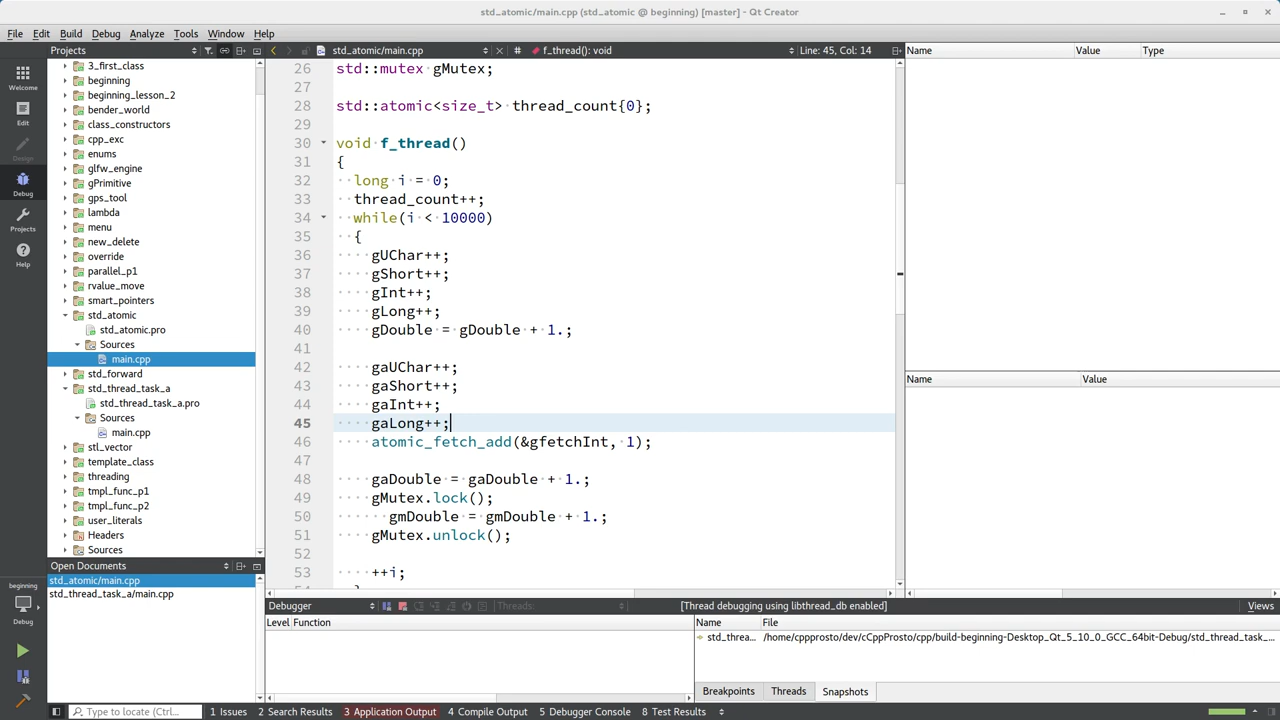 std_atomic/main.cpp (std_atomic @ beginning) [master] - Qt Creator
File Edit Build Debug Analyze Tools Window Help
Projects
std_atomic/main.cpp
# f_thread(): void
Line: 45, Col: 14
Name Value Type
Welcome
Edit
Design
Debug
Projects
Help
3_first_class
beginning
beginning_lesson_2
bender_world
class_constructors
cpp_exc
enums
glfw_engine
gPrimitive
gps_tool
lambda
menu
new_delete
override
parallel_p1
rvalue_move
smart_pointers
std_atomic
std_atomic.pro
Sources
main.cpp
std_forward
std_thread_task_a
std_thread_task_a.pro
Sources
main.cpp
stl_vector
template_class
threading
tmpl_func_p1
tmpl_func_p2
user_literals
Headers
Sources
26 std::mutex gMutex;
27
28 std::atomic<size_t> thread_count{0};
29
30 void f_thread()
31 {
32 long i = 0;
33 thread_count++;
34 while(i < 10000)
35 {
36 gUChar++;
37 gShort++;
38 gInt++;
39 gLong++;
40 gDouble = gDouble + 1.;
41
42 gaUChar++;
43 gaShort++;
44 gaInt++;
45 gaLong++;
46 atomic_fetch_add(&gfetchInt, 1);
47
48 gaDouble = gaDouble + 1.;
49 gMutex.lock();
50 gmDouble = gmDouble + 1.;
51 gMutex.unlock();
52
53 ++i;
Name Value
Open Documents
std_atomic/main.cpp
std_thread_task_a/main.cpp
beginning
Debug
Debugger
Threads:
[Thread debugging using libthread_db enabled]
Views
Level Function
Name File
std_threa... /home/cppprosto/dev/cCppProsto/cpp/build-beginning-Desktop_Qt_5_10_0_GCC_64bit-Debug/std_thread_task_...
Breakpoints Threads Snapshots
Type to locate (Ctrl...
1 Issues 2 Search Results 3 Application Output 4 Compile Output 5 Debugger Console 8 Test Results